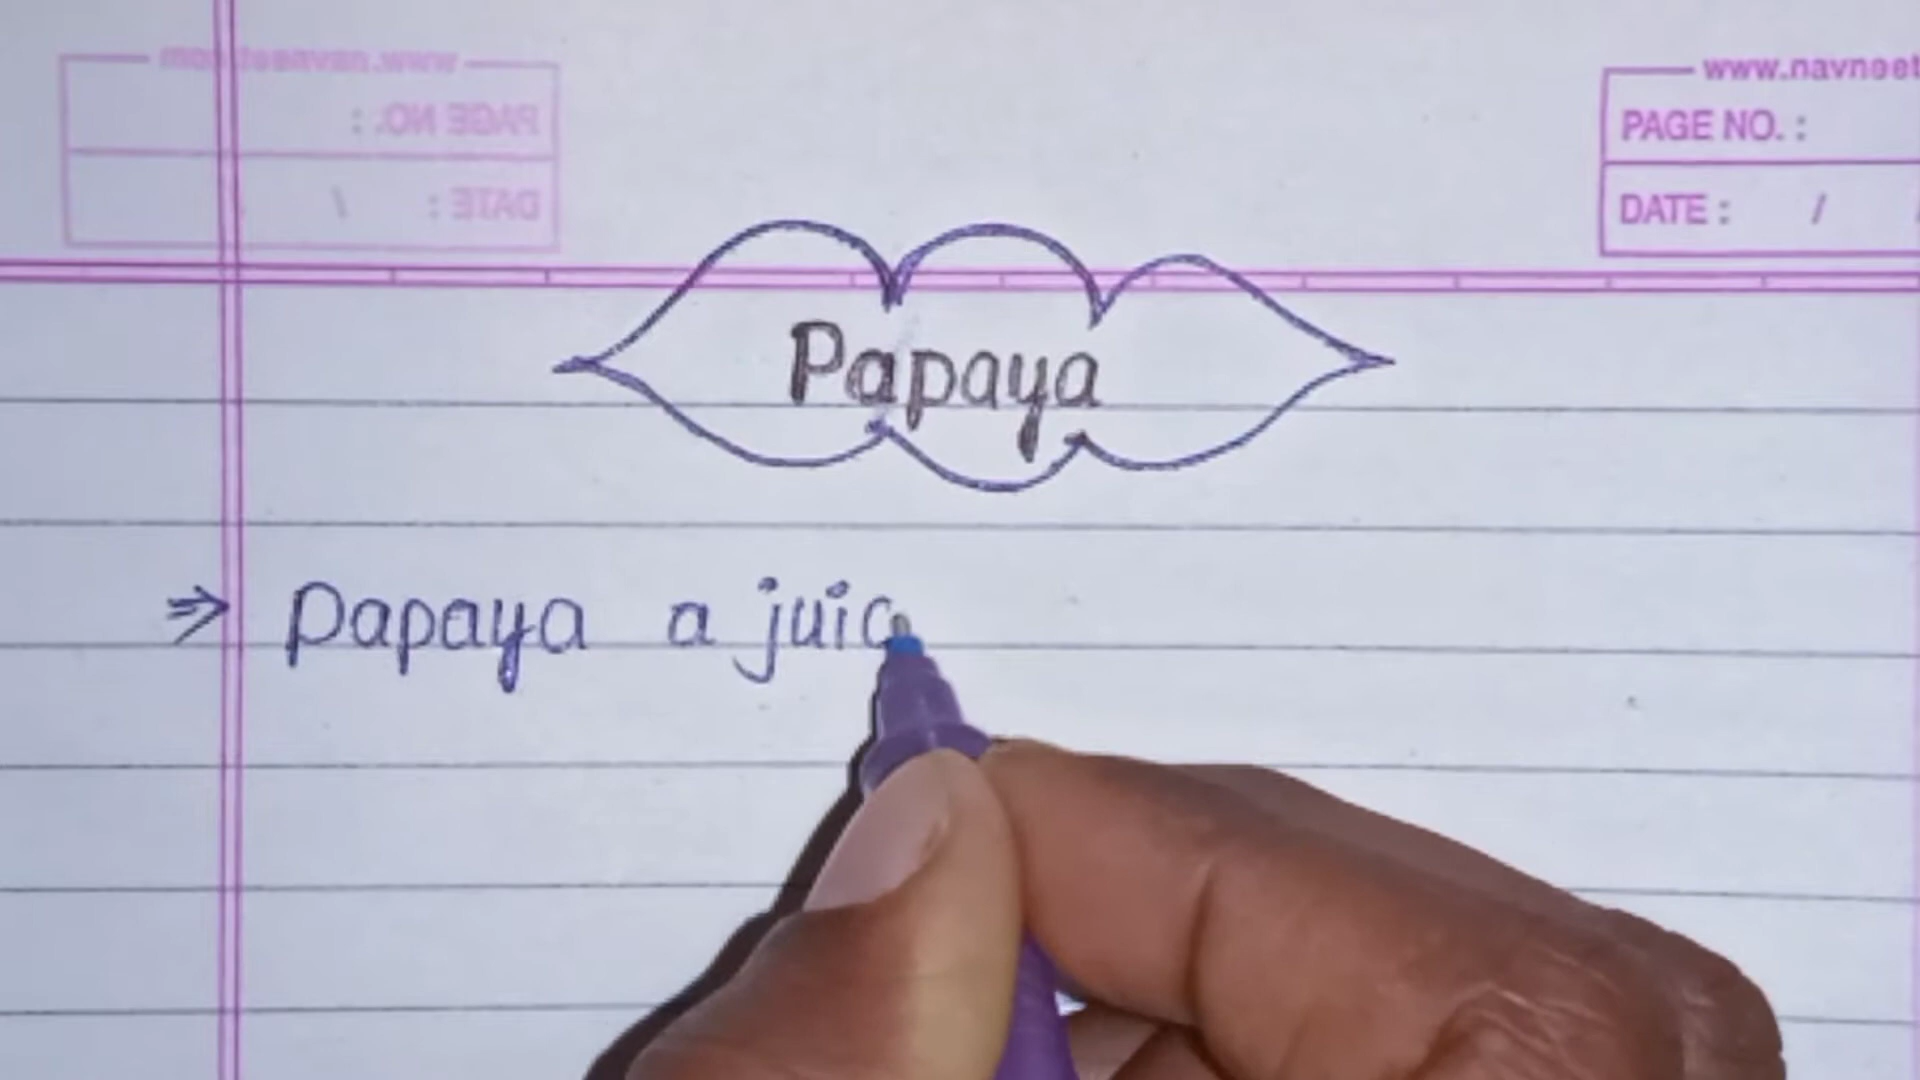 www.navneet
PAGE NO. :
DATE : /
Papaya
⇒ Papaya a juic